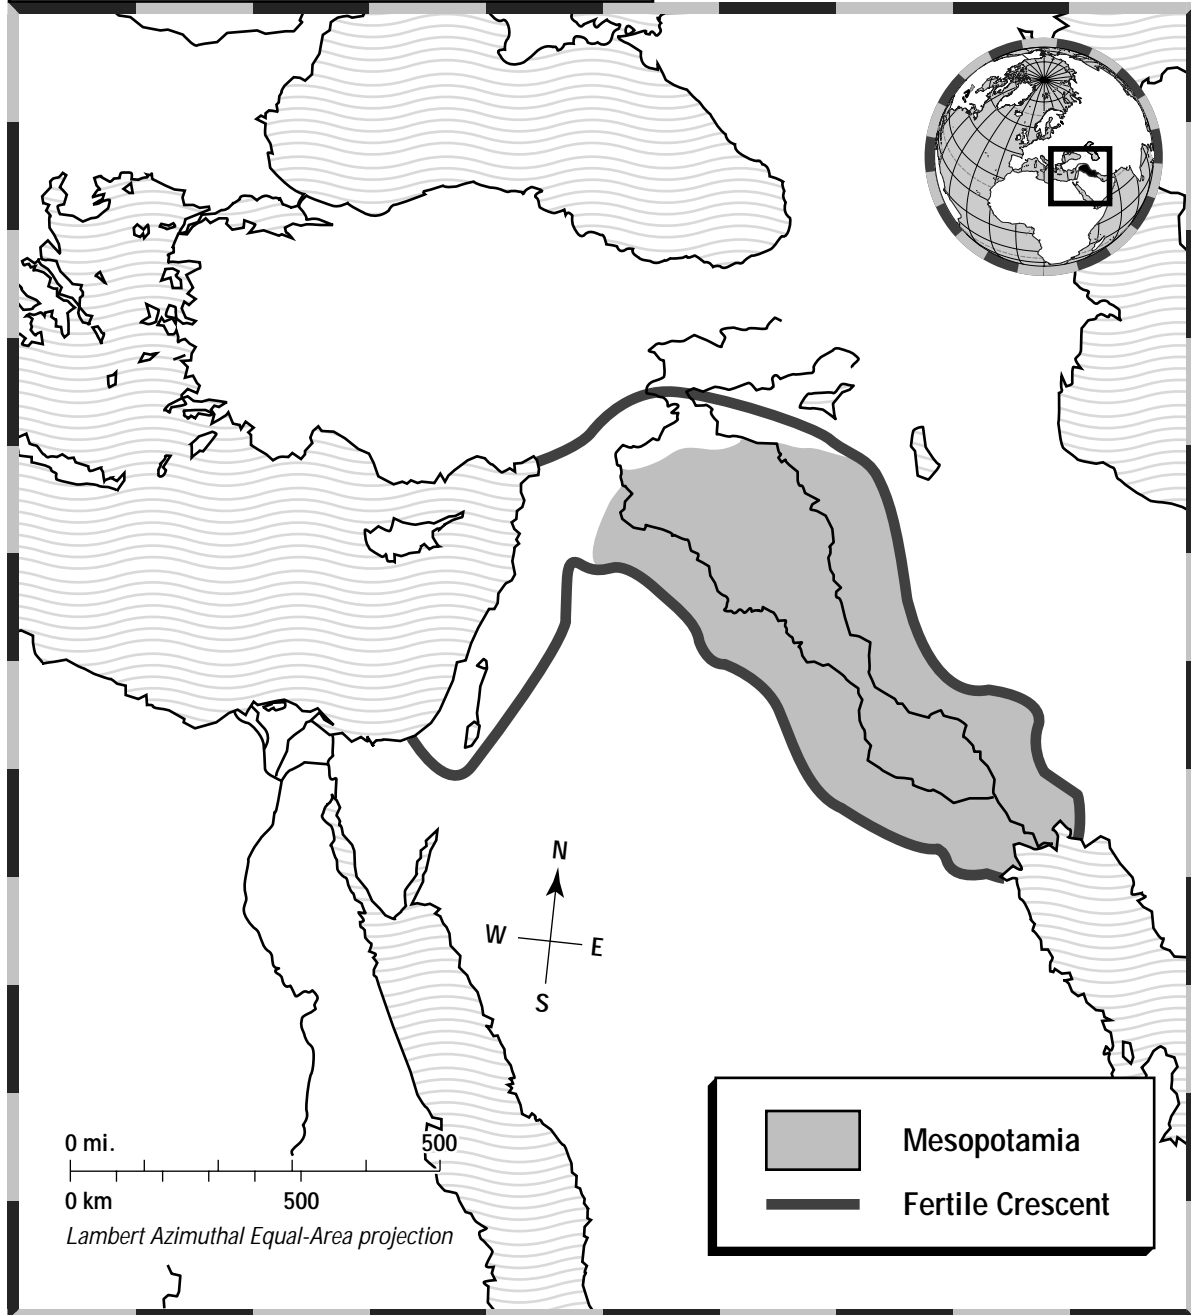 N
W E
S
0 mi. 500
0 km 500
Lambert Azimuthal Equal-Area projection
Mesopotamia
Fertile Crescent